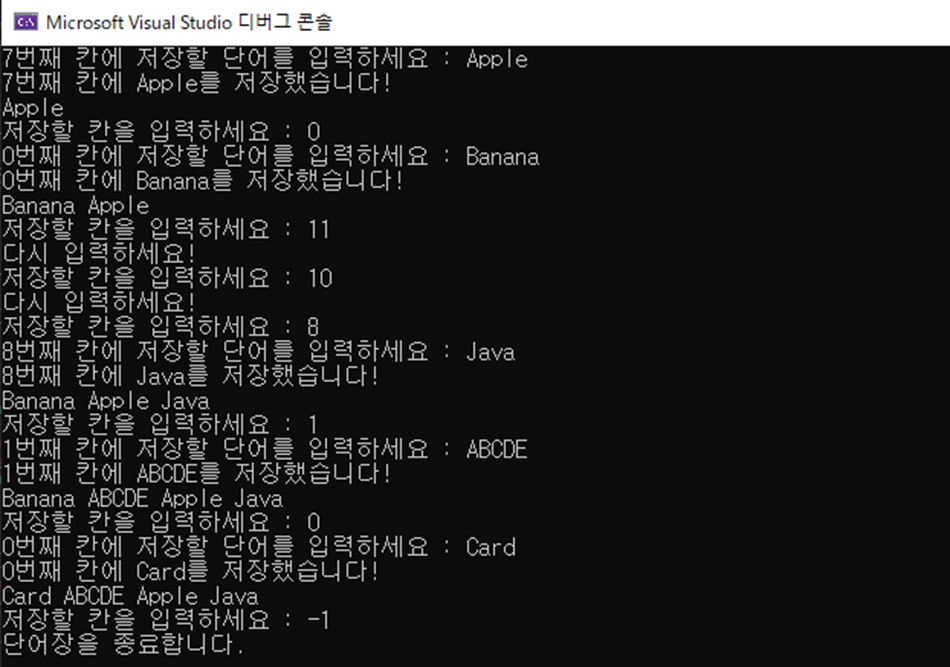 Microsoft Visual Studio 디버그 콘솔
7번째 칸에 저장할 단어를 입력하세요 : Apple
7번째 칸에 Apple를 저장했습니다!
Apple
저장할 칸을 입력하세요 : 0
0번째 칸에 저장할 단어를 입력하세요 : Banana
0번째 칸에 Banana를 저장했습니다!
Banana Apple
저장할 칸을 입력하세요 : 11
다시 입력하세요!
저장할 칸을 입력하세요 : 10
다시 입력하세요!
저장할 칸을 입력하세요 : 8
8번째 칸에 저장할 단어를 입력하세요 : Java
8번째 칸에 Java를 저장했습니다!
Banana Apple Java
저장할 칸을 입력하세요 : 1
1번째 칸에 저장할 단어를 입력하세요 : ABCDE
1번째 칸에 ABCDE를 저장했습니다!
Banana ABCDE Apple Java
저장할 칸을 입력하세요 : 0
0번째 칸에 저장할 단어를 입력하세요 : Card
0번째 칸에 Card를 저장했습니다!
Card ABCDE Apple Java
저장할 칸을 입력하세요 : -1
단어장을 종료합니다.